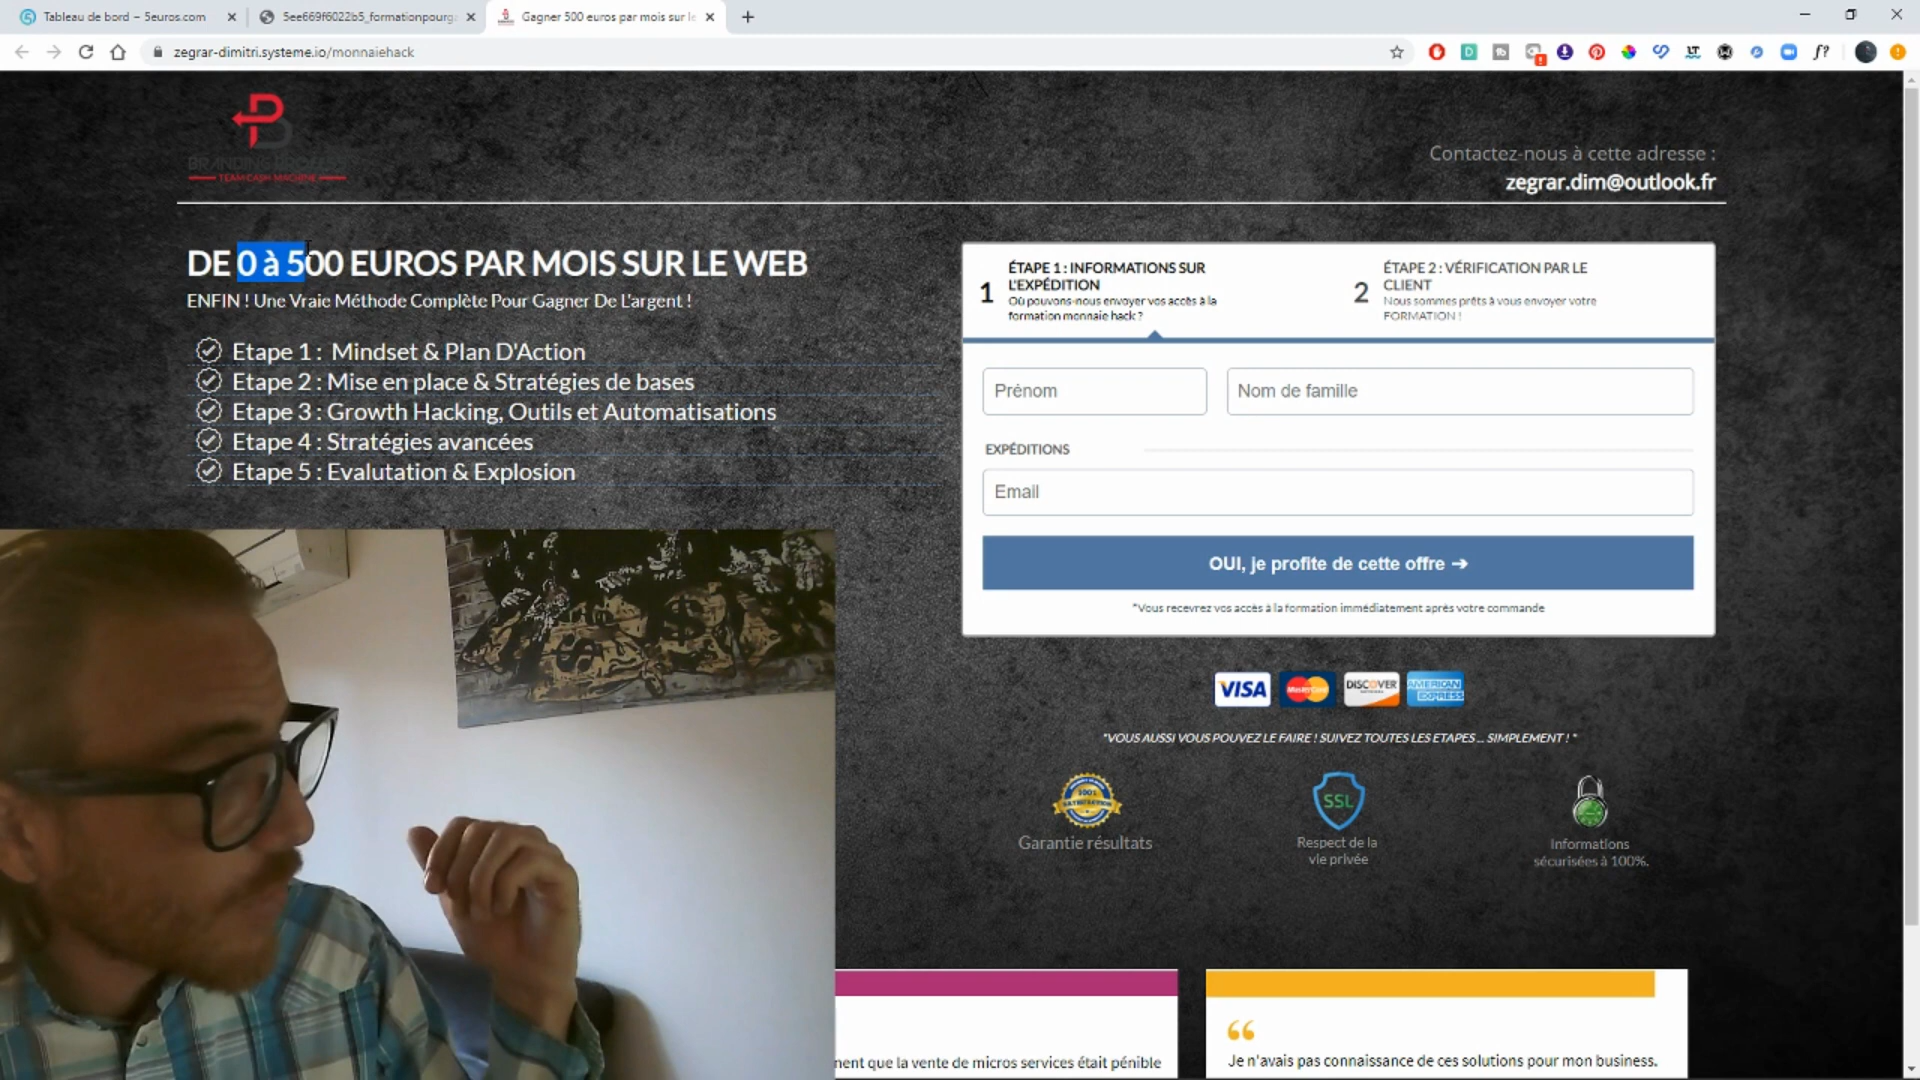 Tableau de bord – 5euros.com
5ee669f6022b5_formationpourga
Gagner 500 euros par mois sur le
zegrar-dimitri.systeme.io/monnaiehack
TEAM CASH MACHINE
Contactez-nous à cette adresse :
zegrar.dim@outlook.fr
DE 0 à 500 EUROS PAR MOIS SUR LE WEB
ENFIN ! Une Vraie Méthode Complète Pour Gagner De L'argent !
Etape 1 : Mindset & Plan D'Action
Etape 2 : Mise en place & Stratégies de bases
Etape 3 : Growth Hacking, Outils et Automatisations
Etape 4 : Stratégies avancées
Etape 5 : Evalutation & Explosion
1
ÉTAPE 1 : INFORMATIONS SUR
L'EXPÉDITION
Où pouvons-nous envoyer vos accès à la
formation monnaie hack ?
2
ÉTAPE 2 : VÉRIFICATION PAR LE
CLIENT
Nous sommes prêts à vous envoyer votre
FORMATION !
Prénom
Nom de famille
EXPÉDITIONS
Email
OUI, je profite de cette offre ➔
*Vous recevrez vos accès à la formation immédiatement après votre commande
VISA
MasterCard
DISCOVER
AMERICAN
EXPRESS
"VOUS AUSSI VOUS POUVEZ LE FAIRE ! SUIVEZ TOUTES LES ETAPES ... SIMPLEMENT ! "
SSL
Garantie résultats
Respect de la
vie privée
Informations
sécurisées à 100%.
nent que la vente de micros services était pénible
“
Je n'avais pas connaissance de ces solutions pour mon business.